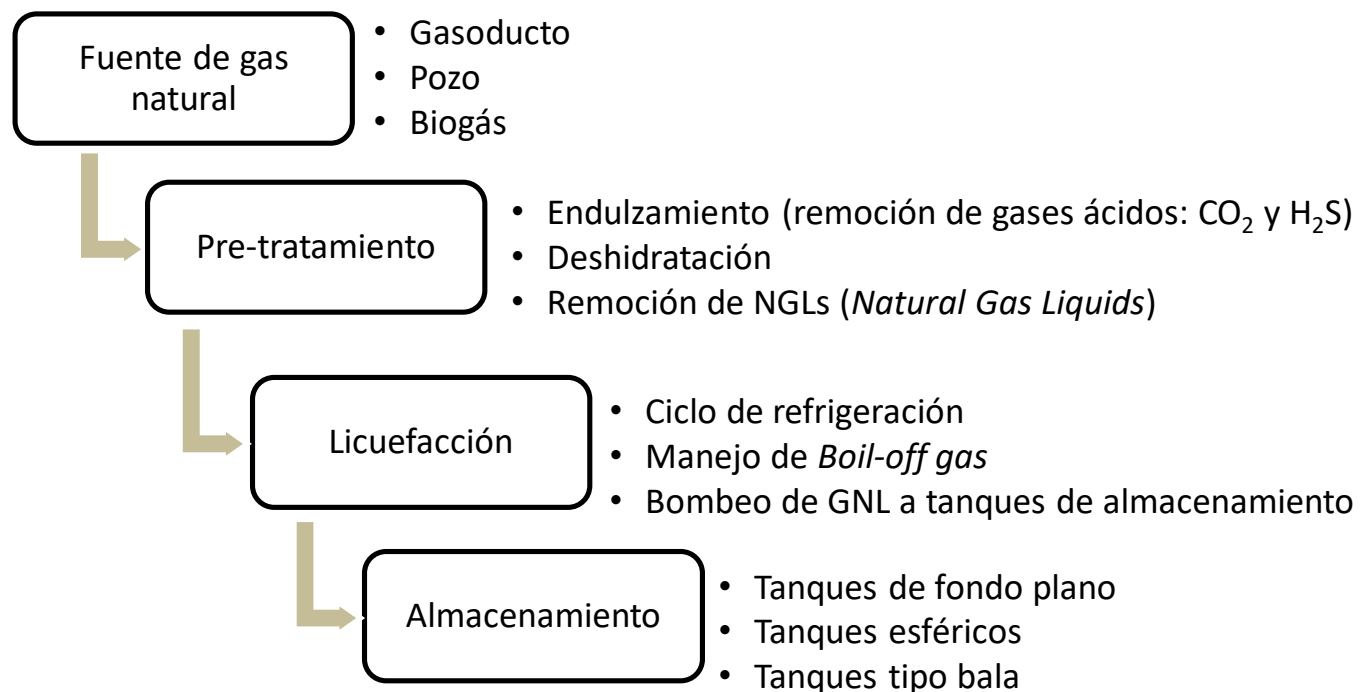 Fuente de gas
natural
• Gasoducto
• Pozo
• Biogás
Pre-tratamiento
• Endulzamiento (remoción de gases ácidos: CO₂ y H₂S)
• Deshidratación
• Remoción de NGLs (Natural Gas Liquids)
Licuefacción
• Ciclo de refrigeración
• Manejo de Boil-off gas
• Bombeo de GNL a tanques de almacenamiento
Almacenamiento
• Tanques de fondo plano
• Tanques esféricos
• Tanques tipo bala